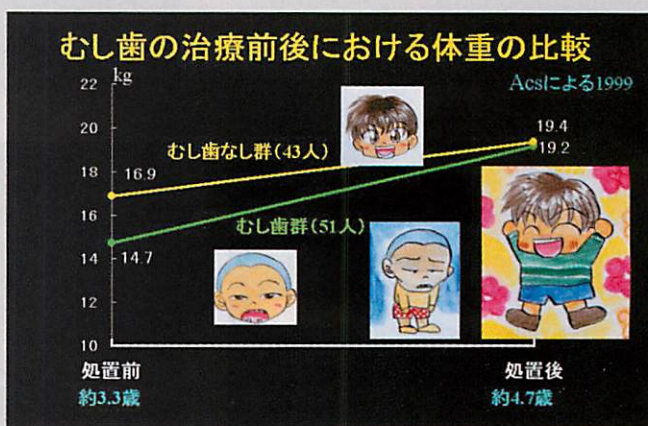 むし歯の治療前後における体重の比較
kg
Acsによる1999
22
20
18
16
14
12
10
むし歯なし群(43人)
19.4
19.2
16.9
むし歯群(51人)
14.7
処置前
処置後
約3.3歳
約4.7歳